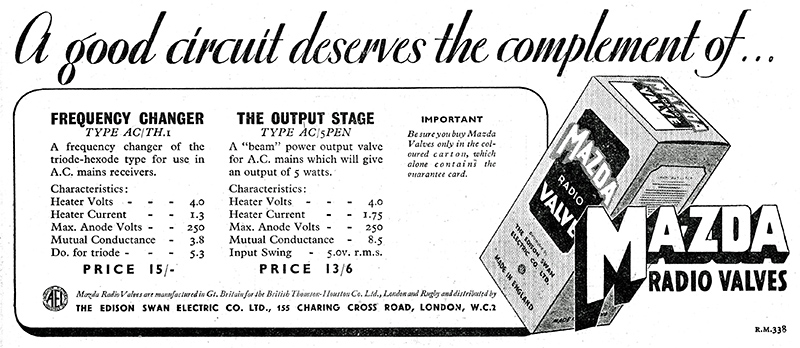 A good circuit deserves the complement of...
FREQUENCY CHANGER
TYPE AC/TH.1
A frequency changer of the
triode-hexode type for use in
A.C. mains receivers.
Characteristics:
Heater Volts - - - 4.0
Heater Current - - 1.3
Max. Anode Volts - - 250
Mutual Conductance - 3.8
Do. for triode - - - 5.3
PRICE 15/-
THE OUTPUT STAGE
TYPE AC/5PEN
A "beam" power output valve
for A.C. mains which will give
an output of 5 watts.
Characteristics:
Heater Volts - - - 4.0
Heater Current - - 1.75
Max. Anode Volts - - 250
Mutual Conductance - 8.5
Input Swing - 5.0v. r.m.s.
PRICE 13/6
IMPORTANT
Be sure you buy Mazda
Valves only in the col-
oured carton, which
alone contains the
guarantee card.
MAZDA
VALVE
MAZDA
RADIO
VALVE
THE EDISON SWAN
ELECTRIC CO. LTD.
MADE IN ENGLAND
MAZDA
RADIO VALVES
Mazda Radio Valves are manufactured in Gt. Britain for the British Thomson-Houston Co. Ltd., London and Rugby and distributed by
THE EDISON SWAN ELECTRIC CO. LTD., 155 CHARING CROSS ROAD, LONDON, W.C.2
R.M.338